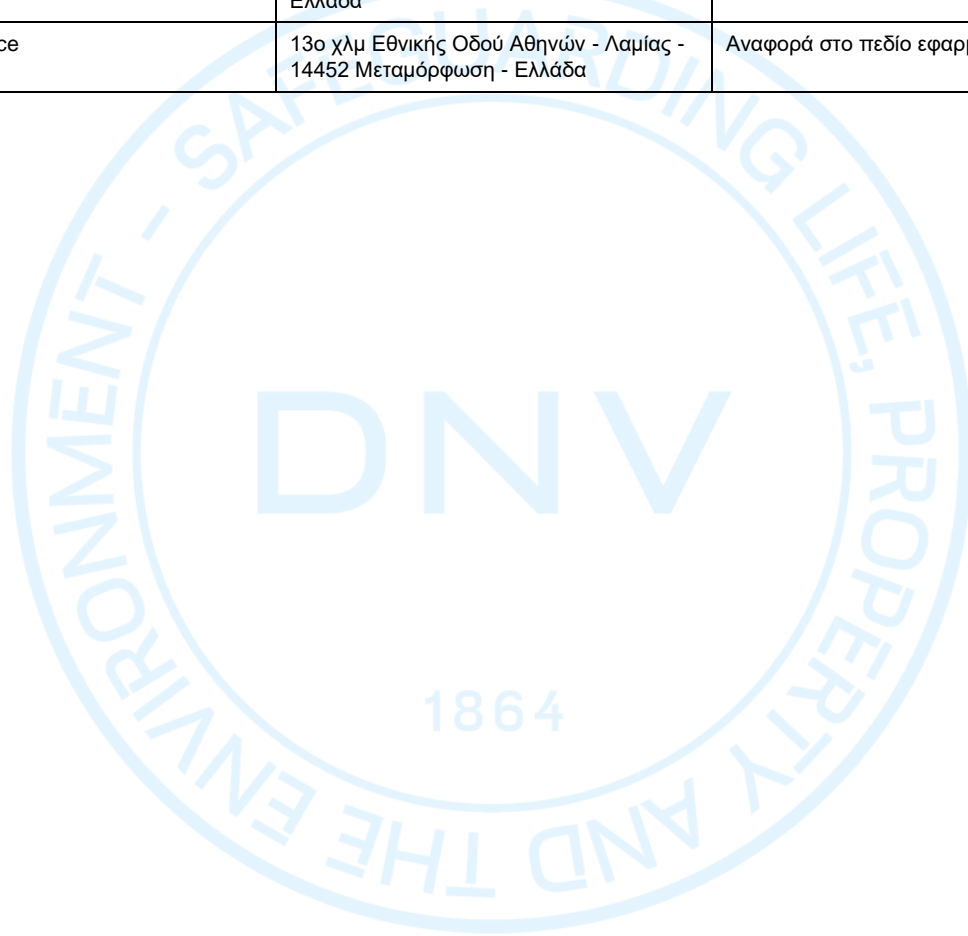 Ελλάδα
ce
13ο χλμ Εθνικής Οδού Αθηνών - Λαμίας -
14452 Μεταμόρφωση - Ελλάδα
Αναφορά στο πεδίο εφαρμ
SAFEGUARDING LIFE, PROPERTY AND THE ENVIRONMENT -
DNV
1864